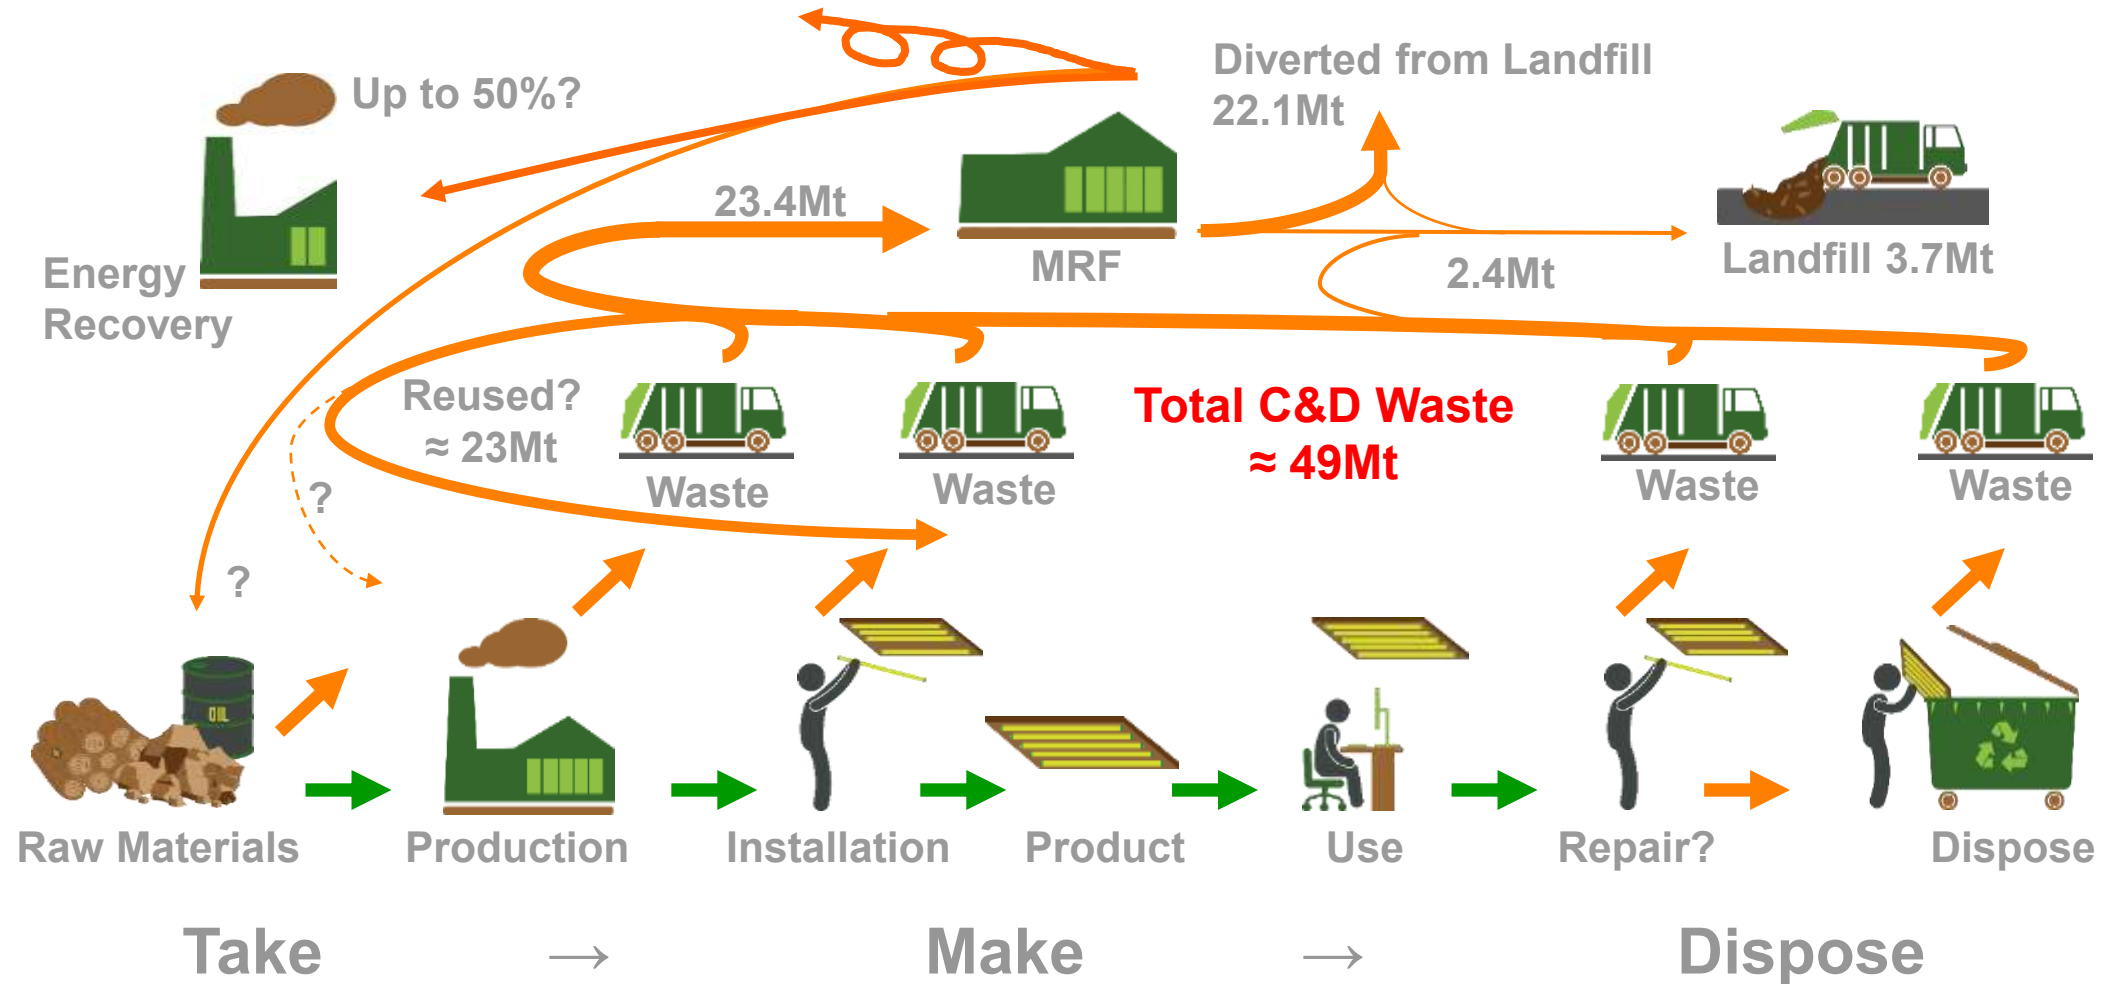 Diverted from Landfill
22.1Mt
Up to 50%?
23.4Mt
MRF
Landfill 3.7Mt
2.4Mt
Energy
Recovery
Reused?
≈ 23Mt
Total C&D Waste
≈ 49Mt
Waste
Waste
Waste
Waste
?
?
OIL
Raw Materials
Production
Installation
Product
Use
Repair?
Dispose
Take → Make → Dispose